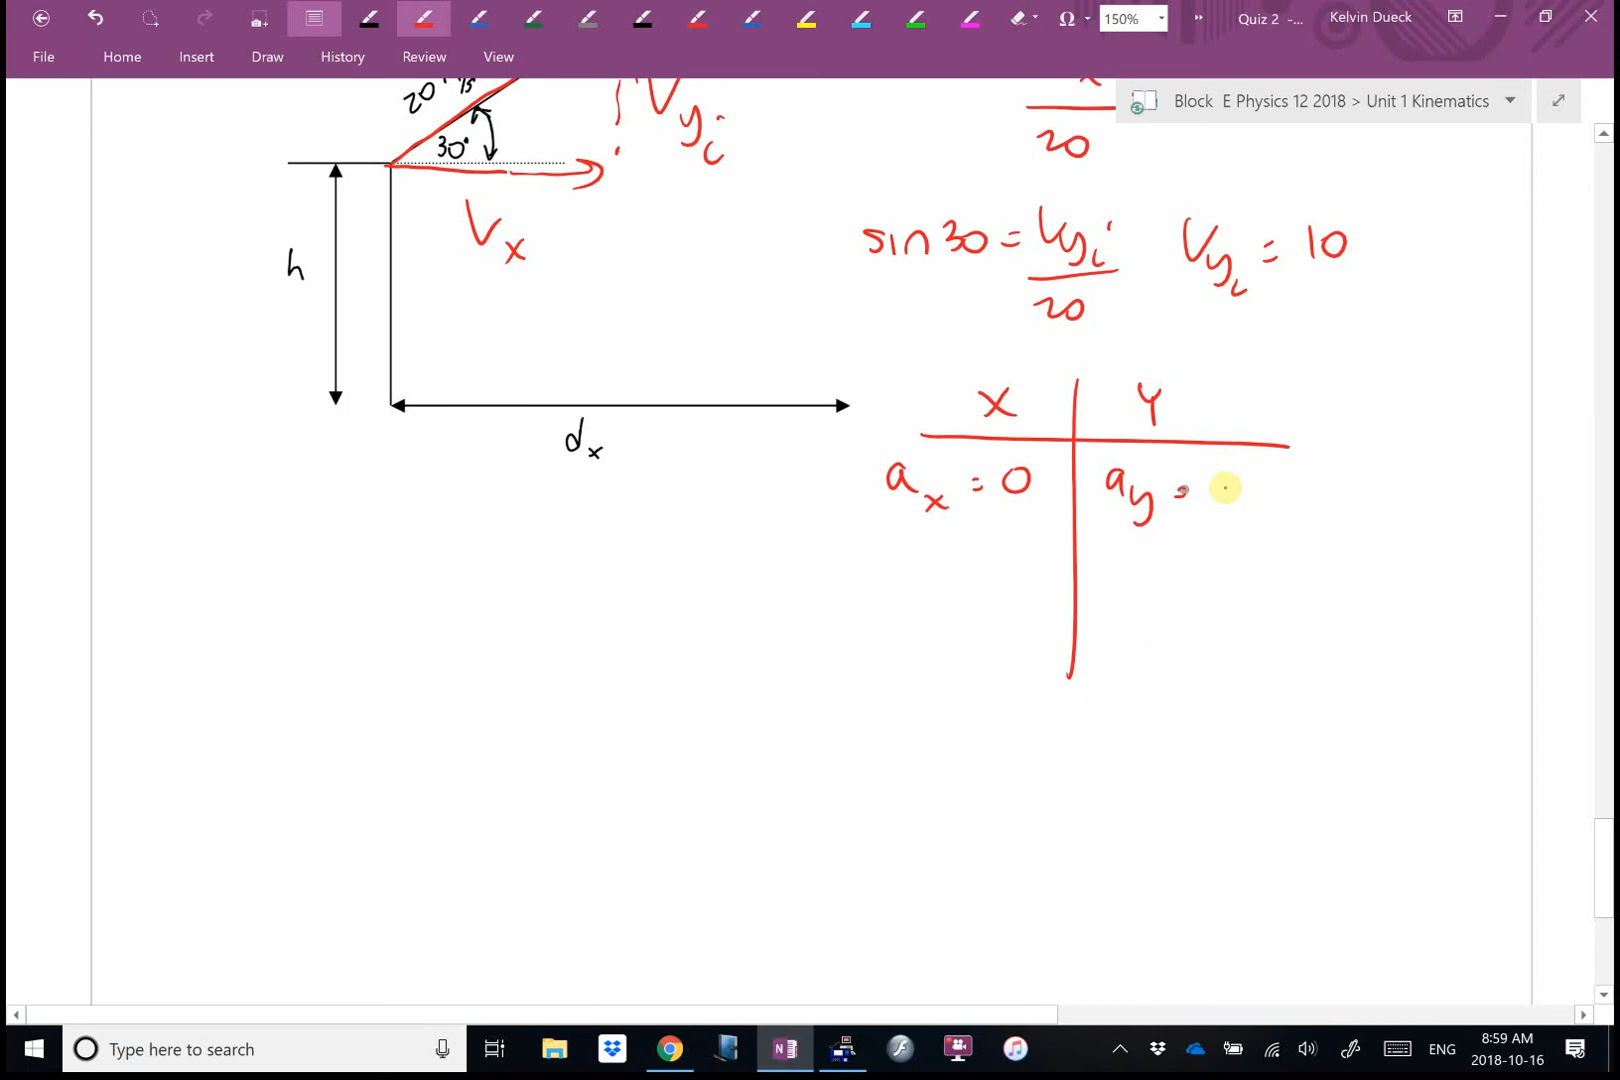 150%
Quiz 2 -...
Kelvin Dueck
File
Home
Insert
Draw
History
Review
View
Block E Physics 12 2018 > Unit 1 Kinematics
20 m/s
30°
Vyi
20
Vx
h
sin 30 = Vyi
20
Vyi = 10
dx
X
Y
ax = 0
ay =
Type here to search
ENG
8:59 AM
2018-10-16